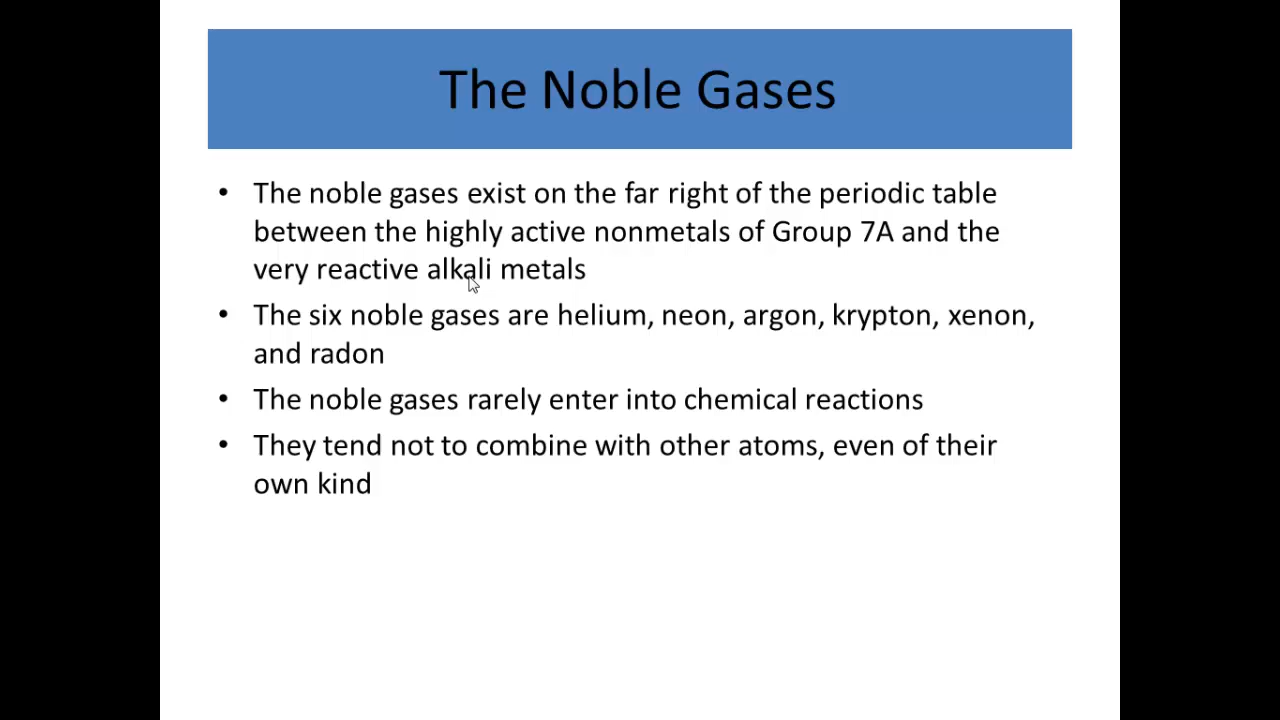 The Noble Gases
• The noble gases exist on the far right of the periodic table
between the highly active nonmetals of Group 7A and the
very reactive alkali metals
• The six noble gases are helium, neon, argon, krypton, xenon,
and radon
• The noble gases rarely enter into chemical reactions
• They tend not to combine with other atoms, even of their
own kind